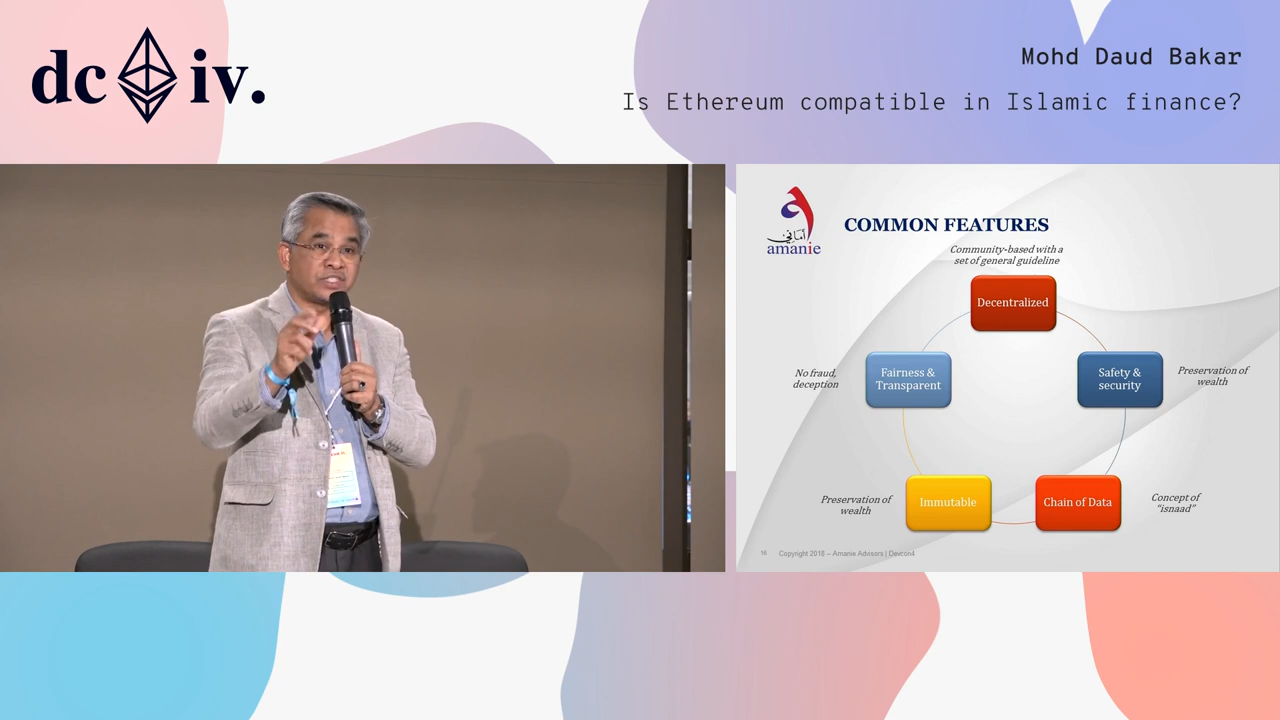 dc iv.
Mohd Daud Bakar
Is Ethereum compatible in Islamic finance?
أماني
amanie
COMMON FEATURES
Community-based with a
set of general guideline
Decentralized
No fraud,
deception
Fairness &
Transparent
Safety &
security
Preservation of
wealth
Preservation of
wealth
Immutable
Chain of Data
Concept of
"isnaad"
16 Copyright 2018 – Amanie Advisors | Devcon4